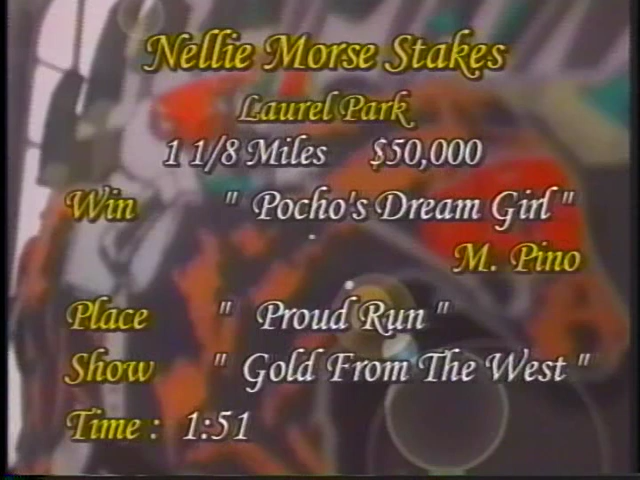 Nellie Morse Stakes
Laurel Park
1 1/8 Miles $50,000
Win " Pocho's Dream Girl "
M. Pino
Place " Proud Run "
Show " Gold From The West "
Time : 1:51